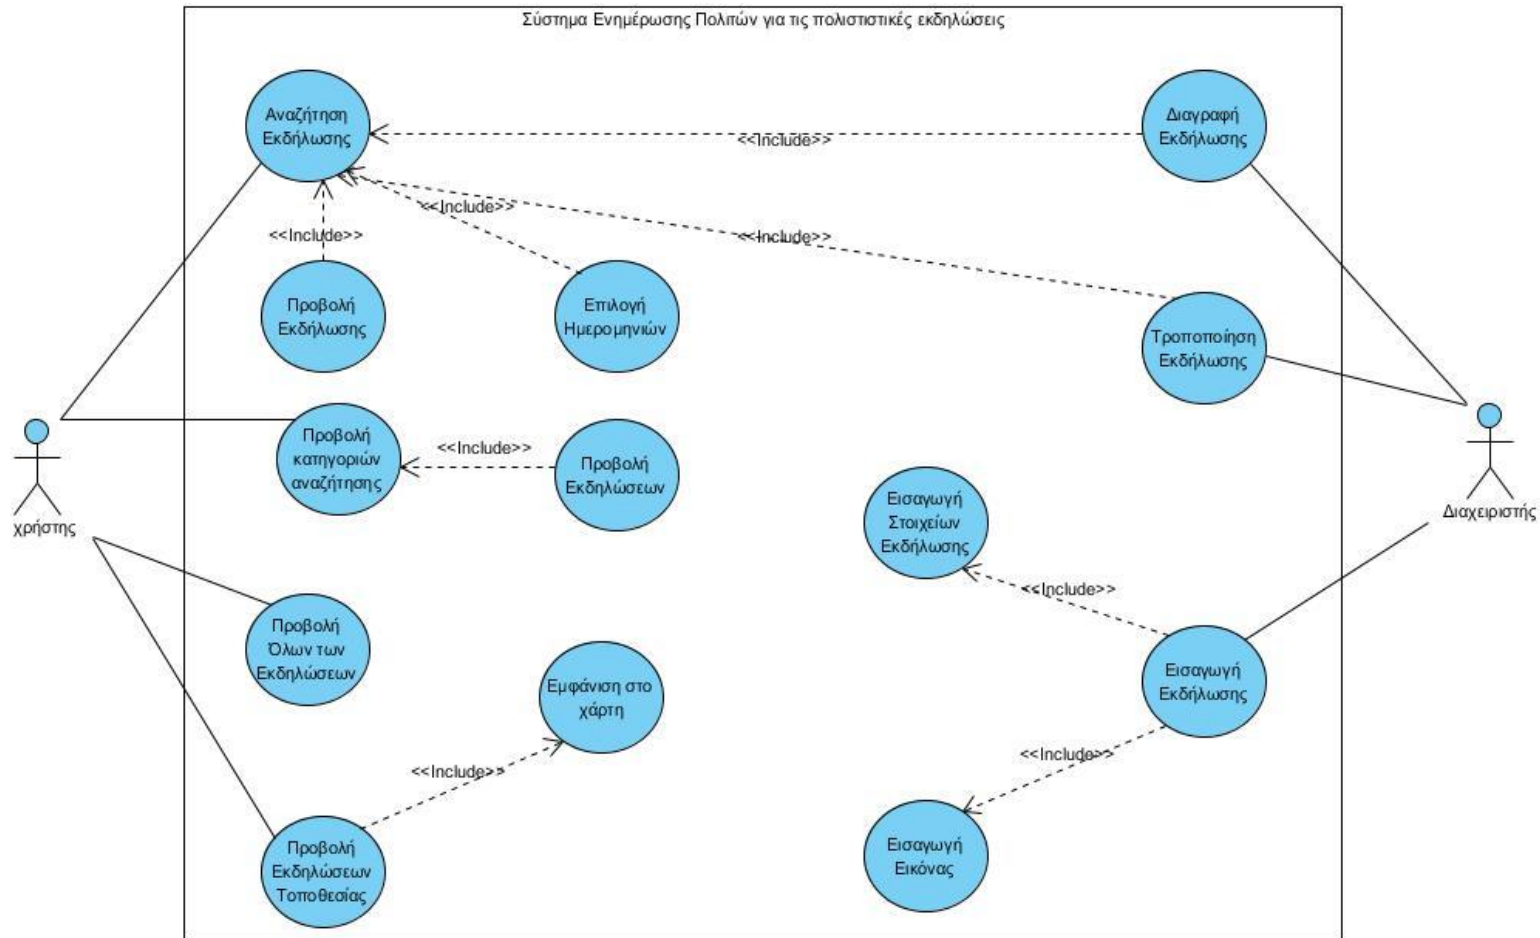 Σύστημα Ενημέρωσης Πολιτών για τις πολιστιστικές εκδηλώσεις
Αναζήτηση
Εκδήλωσης
<<Include>>
Διαγραφή
Εκδήλωσης
<<Include>>
<<Include>>
<<Include>>
Προβολή
Εκδήλωσης
Επιλογή
Ημερομηνιών
Τροποποίηση
Εκδήλωσης
Προβολή
κατηγοριών
αναζήτησης
<<Include>>
Προβολή
Εκδηλώσεων
χρήστης
Διαχειριστής
Εισαγωγή
Στοιχείων
Εκδήλωσης
<<Include>>
Προβολή
Όλων των
Εκδηλώσεων
Εμφάνιση στο
χάρτη
Εισαγωγή
Εκδήλωσης
<<Include>>
<<Include>>
Προβολή
Εκδηλώσεων
Τοποθεσίας
Εισαγωγή
Εικόνας